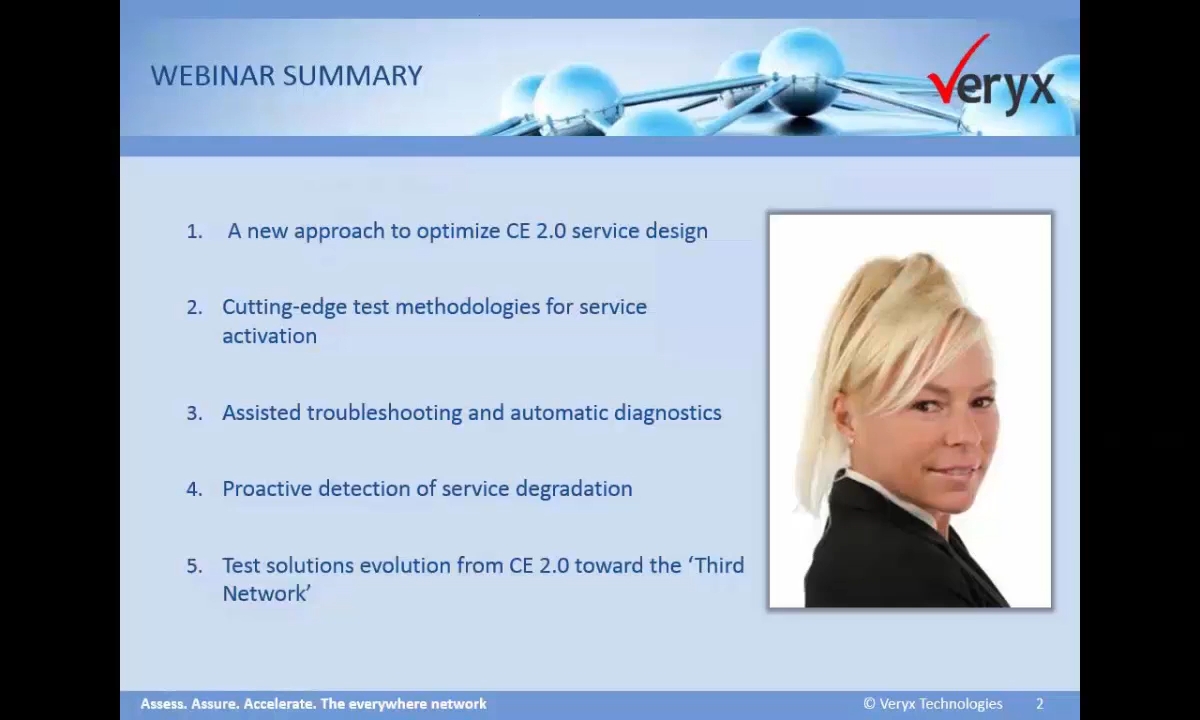 WEBINAR SUMMARY
Veryx
1. A new approach to optimize CE 2.0 service design
2. Cutting-edge test methodologies for service
activation
3. Assisted troubleshooting and automatic diagnostics
4. Proactive detection of service degradation
5. Test solutions evolution from CE 2.0 toward the ‘Third
Network’
Assess. Assure. Accelerate. The everywhere network
© Veryx Technologies 2